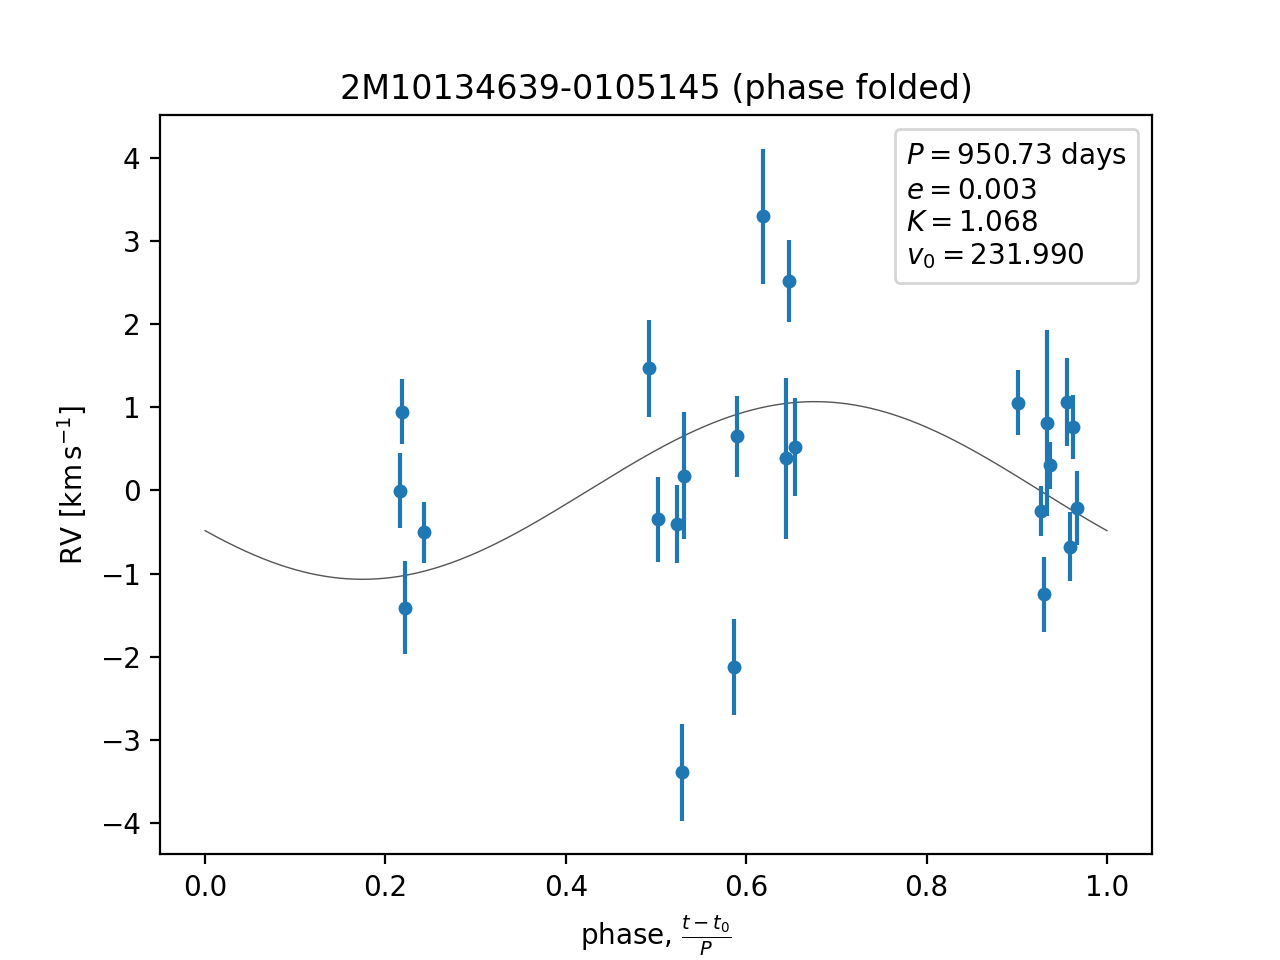 2M10134639-0105145 (phase folded)
P = 950.73 days
e = 0.003
K = 1.068
v₀ = 231.990
RV [km s⁻¹]
4
3
2
1
0
−1
−2
−3
−4
0.0 0.2 0.4 0.6 0.8 1.0
phase, (t − t₀)/P